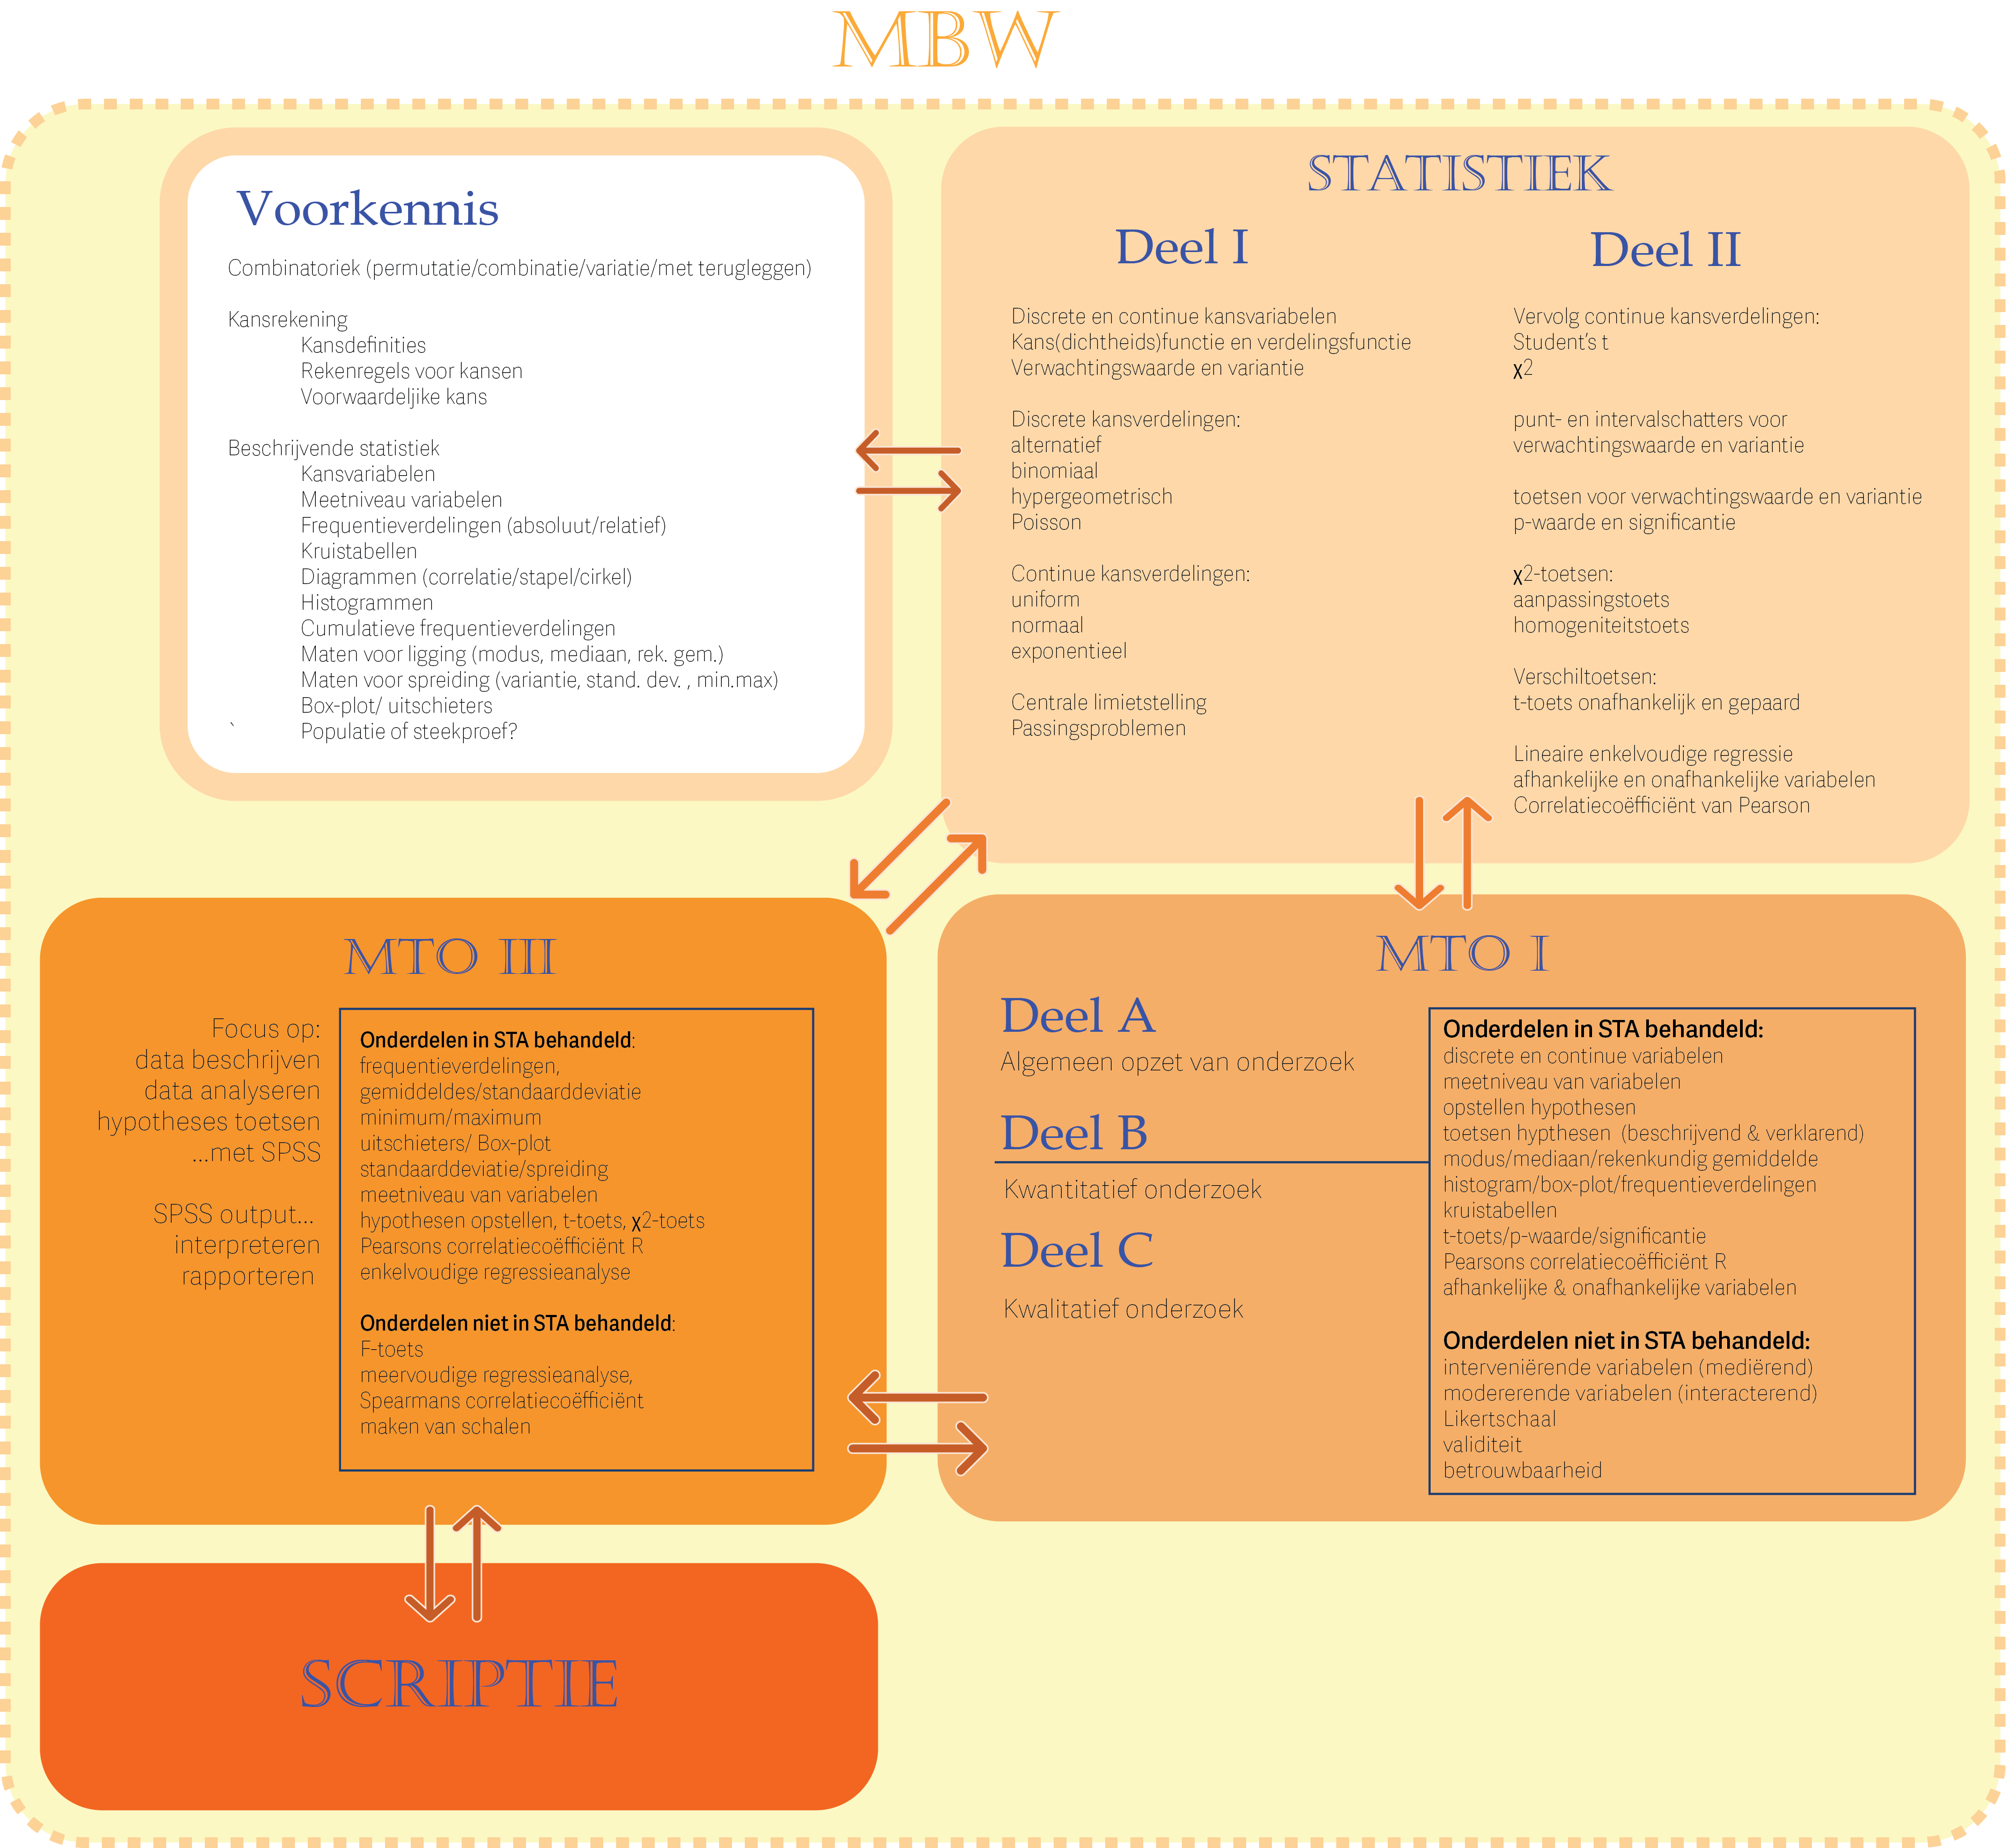 MBW
Voorkennis
Combinatoriek (permutatie/combinatie/variatie/met terugleggen)
Kansrekening
Kansdefinities
Rekenregels voor kansen
Voorwaardeljike kans
Beschrijvende statistiek
Kansvariabelen
Meetniveau variabelen
Frequentieverdelingen (absoluut/relatief)
Kruistabellen
Diagrammen (correlatie/stapel/cirkel)
Histogrammen
Cumulatieve frequentieverdelingen
Maten voor ligging (modus, mediaan, rek. gem.)
Maten voor spreiding (variantie, stand. dev. , min.max)
Box-plot/ uitschieters
` Populatie of steekproef?
STATISTIEK
Deel I
Discrete en continue kansvariabelen
Kans(dichtheids)functie en verdelingsfunctie
Verwachtingswaarde en variantie
Discrete kansverdelingen:
alternatief
binomiaal
hypergeometrisch
Poisson
Continue kansverdelingen:
uniform
normaal
exponentieel
Centrale limietstelling
Passingsproblemen
Deel II
Vervolg continue kansverdelingen:
Student's t
χ2
punt- en intervalschatters voor
verwachtingswaarde en variantie
toetsen voor verwachtingswaarde en variantie
p-waarde en significantie
χ2-toetsen:
aanpassingstoets
homogeniteitstoets
Verschiltoetsen:
t-toets onafhankelijk en gepaard
Lineaire enkelvoudige regressie
afhankelijke en onafhankelijke variabelen
Correlatiecoëfficiënt van Pearson
MTO III
Focus op:
data beschrijven
data analyseren
hypotheses toetsen
...met SPSS
SPSS output...
interpreteren
rapporteren
Onderdelen in STA behandeld:
frequentieverdelingen,
gemiddeldes/standaarddeviatie
minimum/maximum
uitschieters/ Box-plot
standaarddeviatie/spreiding
meetniveau van variabelen
hypothesen opstellen, t-toets, χ2-toets
Pearsons correlatiecoëfficiënt R
enkelvoudige regressieanalyse
Onderdelen niet in STA behandeld:
F-toets
meervoudige regressieanalyse,
Spearmans correlatiecoëfficiënt
maken van schalen
MTO I
Deel A
Algemeen opzet van onderzoek
Deel B
Kwantitatief onderzoek
Deel C
Kwalitatief onderzoek
Onderdelen in STA behandeld:
discrete en continue variabelen
meetniveau van variabelen
opstellen hypothesen
toetsen hypthesen (beschrijvend & verklarend)
modus/mediaan/rekenkundig gemiddelde
histogram/box-plot/frequentieverdelingen
kruistabellen
t-toets/p-waarde/significantie
Pearsons correlatiecoëfficiënt R
afhankelijke & onafhankelijke variabelen
Onderdelen niet in STA behandeld:
interveniërende variabelen (mediërend)
modererende variabelen (interacterend)
Likertschaal
validiteit
betrouwbaarheid
SCRIPTIE